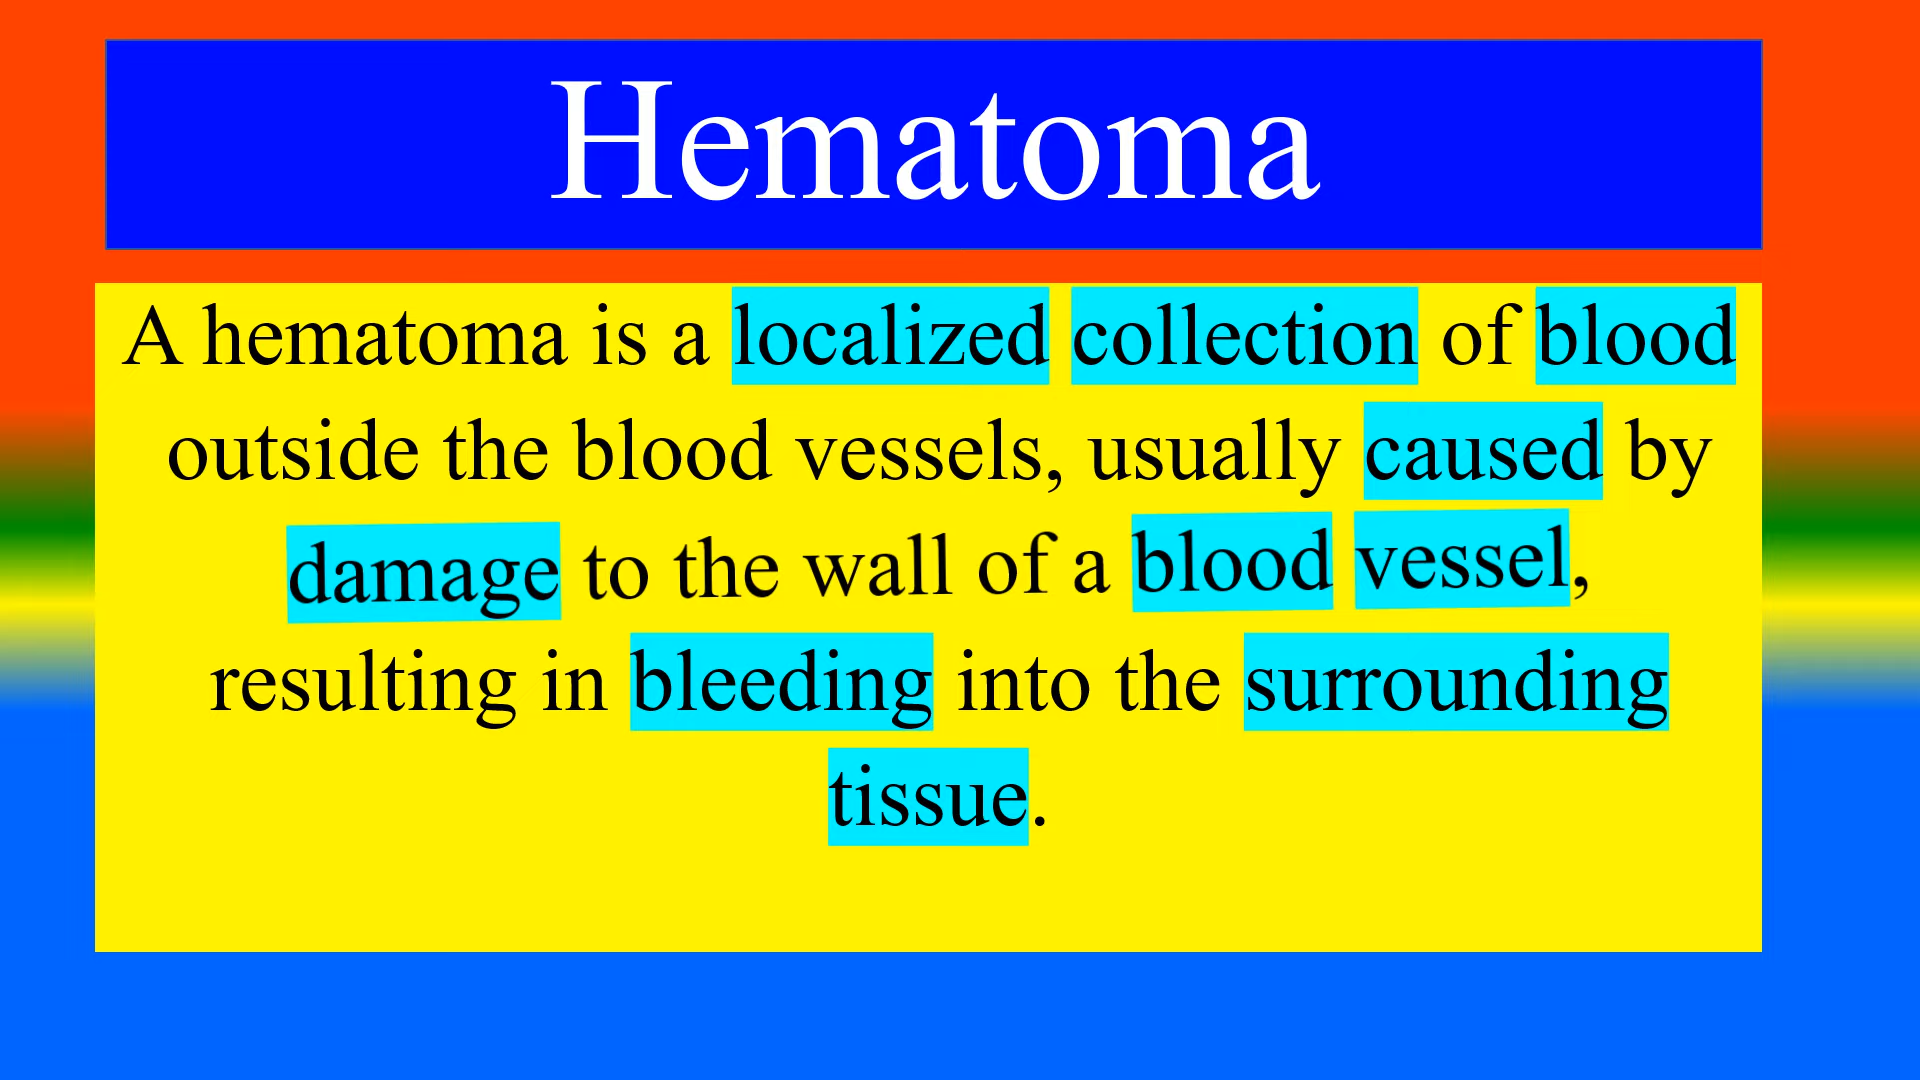 Hematoma
A hematoma is a localized collection of blood
outside the blood vessels, usually caused by
damage to the wall of a blood vessel,
resulting in bleeding into the surrounding
tissue.